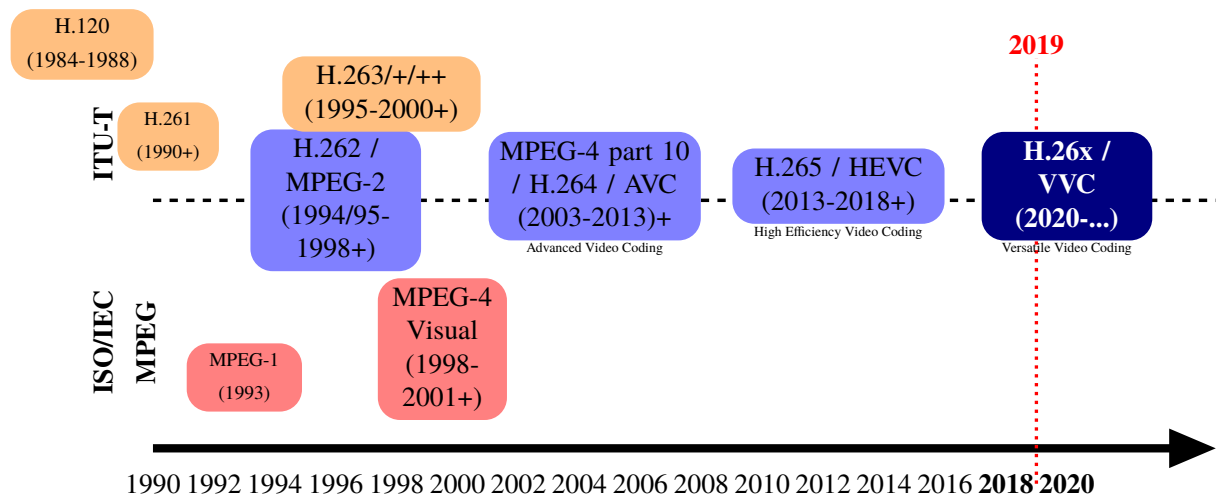 H.120
(1984-1988)
2019
H.263/+/++
(1995-2000+)
ITU-T
H.261
(1990+)
H.262 /
MPEG-2
(1994/95-
1998+)
MPEG-4 part 10
/ H.264 / AVC
(2003-2013)+
Advanced Video Coding
H.265 / HEVC
(2013-2018+)
High Efficiency Video Coding
H.26x /
VVC
(2020-...)
Versatile Video Coding
ISO/IEC
MPEG
MPEG-1
(1993)
MPEG-4
Visual
(1998-
2001+)
1990 1992 1994 1996 1998 2000 2002 2004 2006 2008 2010 2012 2014 2016 2018 2020